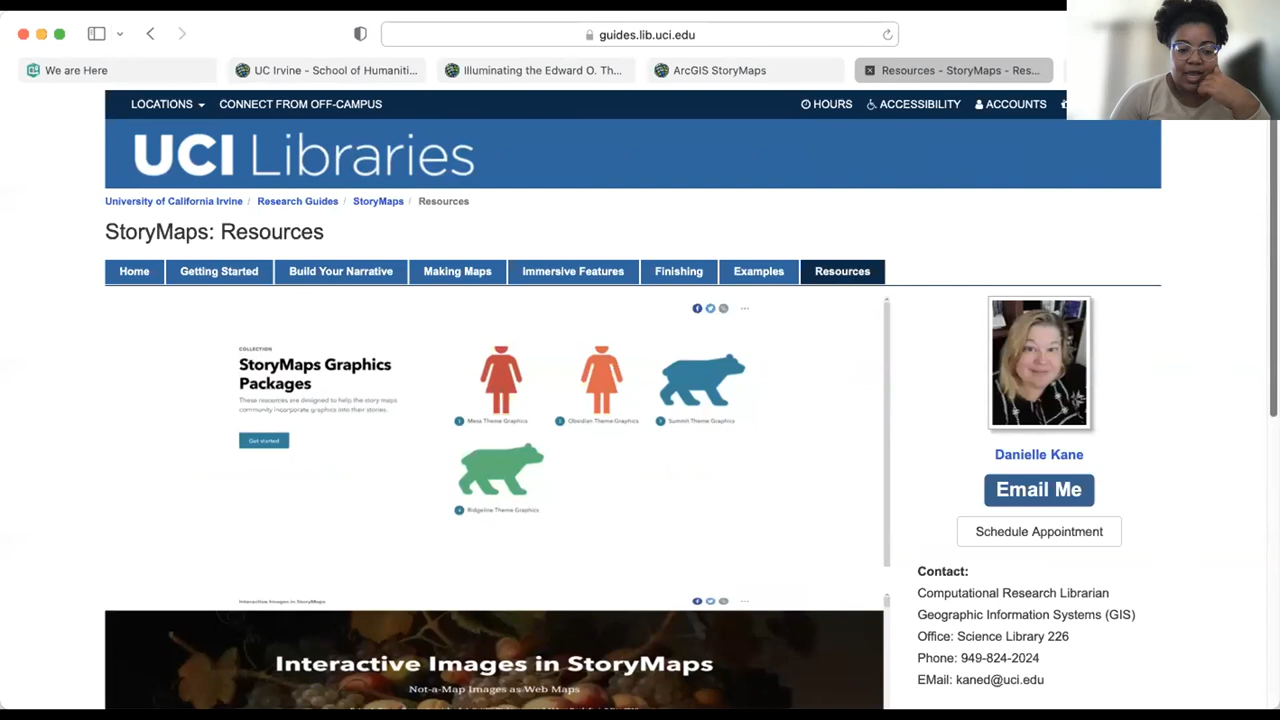 guides.lib.uci.edu
We are Here
UC Irvine - School of Humaniti...
Illuminating the Edward O. Th...
ArcGIS StoryMaps
Resources - StoryMaps - Res...
LOCATIONS
CONNECT FROM OFF-CAMPUS
HOURS
ACCESSIBILITY
ACCOUNTS
UCI Libraries
University of California Irvine / Research Guides / StoryMaps / Resources
StoryMaps: Resources
Home
Getting Started
Build Your Narrative
Making Maps
Immersive Features
Finishing
Examples
Resources
COLLECTION
StoryMaps Graphics
Packages
These resources are designed to help the story maps
community incorporate graphics into their stories.
Get started
1 Mesa Theme Graphics
2 Obsidian Theme Graphics
3 Summit Theme Graphics
4 Ridgeline Theme Graphics
Interactive Images in StoryMaps
Interactive Images in StoryMaps
Not-a-Map Images as Web Maps
Danielle Kane
Email Me
Schedule Appointment
Contact:
Computational Research Librarian
Geographic Information Systems (GIS)
Office: Science Library 226
Phone: 949-824-2024
EMail: kaned@uci.edu